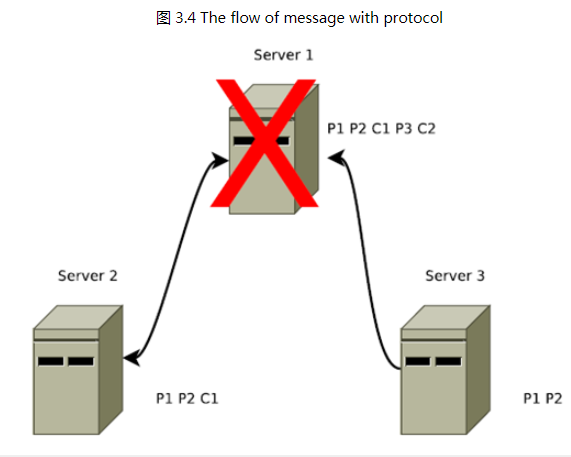 图 3.4 The flow of message with protocol
Server 1
P1 P2 C1 P3 C2
Server 2
Server 3
P1 P2 C1
P1 P2